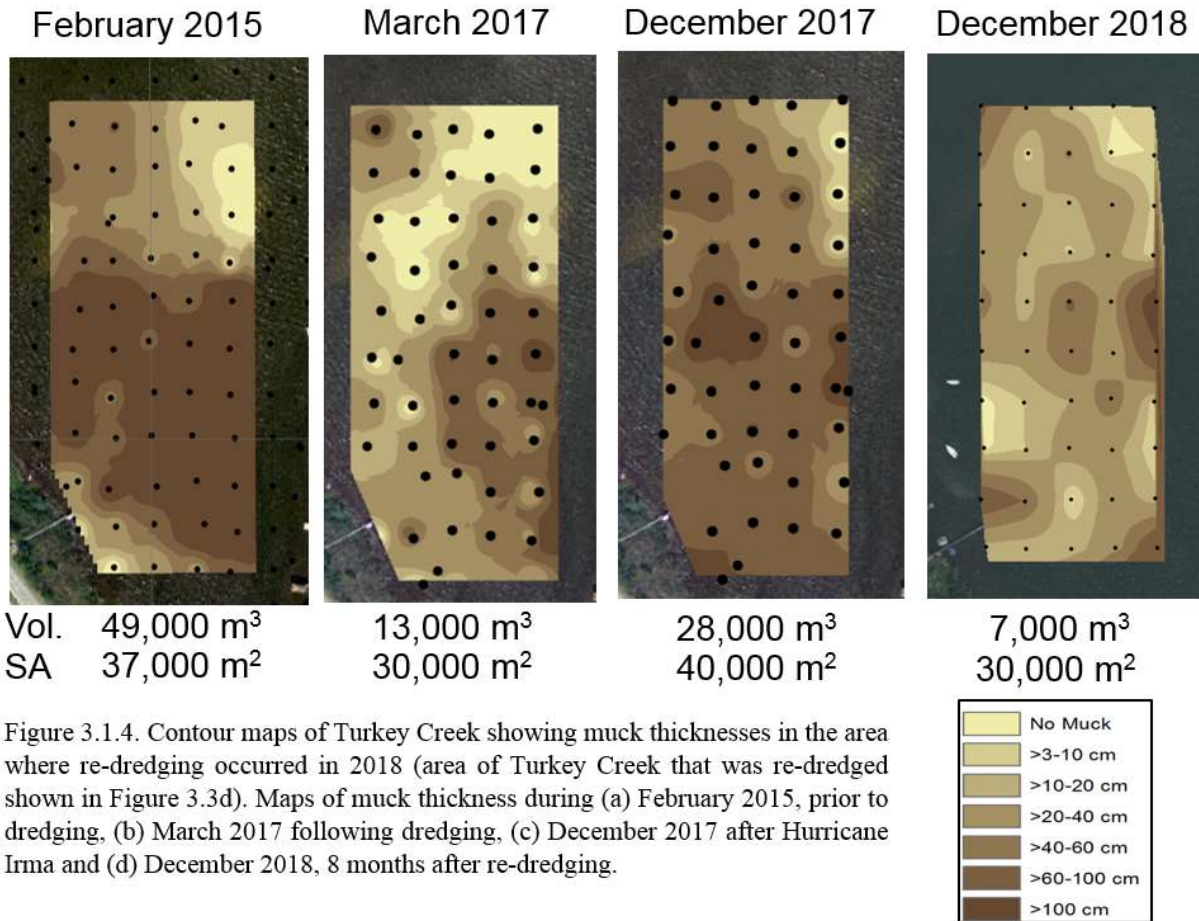 February 2015 March 2017 December 2017 December 2018
Vol. 49,000 m³ 13,000 m³ 28,000 m³ 7,000 m³
SA 37,000 m² 30,000 m² 40,000 m² 30,000 m²
Figure 3.1.4. Contour maps of Turkey Creek showing muck thicknesses in the area
where re-dredging occurred in 2018 (area of Turkey Creek that was re-dredged
shown in Figure 3.3d). Maps of muck thickness during (a) February 2015, prior to
dredging, (b) March 2017 following dredging, (c) December 2017 after Hurricane
Irma and (d) December 2018, 8 months after re-dredging.
No Muck
>3-10 cm
>10-20 cm
>20-40 cm
>40-60 cm
>60-100 cm
>100 cm